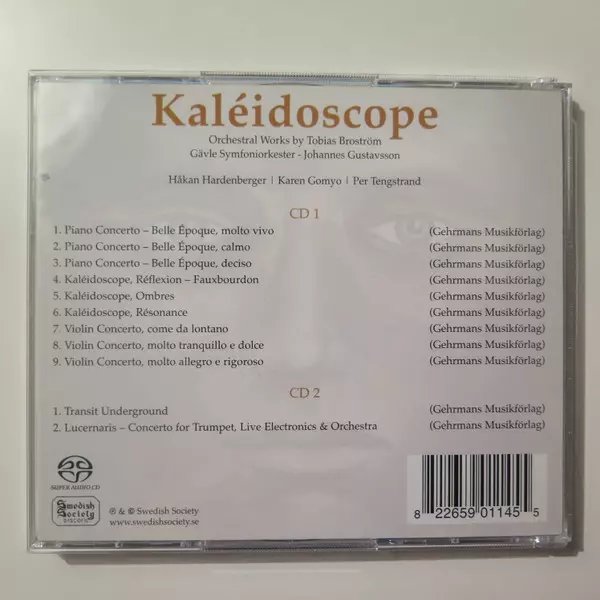 Kaléidoscope
Orchestral Works by Tobias Broström
Gävle Symfoniorkester - Johannes Gustavsson
Håkan Hardenberger | Karen Gomyo | Per Tengstrand
CD 1
1. Piano Concerto – Belle Époque, molto vivo (Gehrmans Musikförlag)
2. Piano Concerto – Belle Époque, calmo (Gehrmans Musikförlag)
3. Piano Concerto – Belle Époque, deciso (Gehrmans Musikförlag)
4. Kaléidoscope, Réflexion – Fauxbourdon (Gehrmans Musikförlag)
5. Kaléidoscope, Ombres (Gehrmans Musikförlag)
6. Kaléidoscope, Résonance (Gehrmans Musikförlag)
7. Violin Concerto, come da lontano (Gehrmans Musikförlag)
8. Violin Concerto, molto tranquillo e dolce (Gehrmans Musikförlag)
9. Violin Concerto, molto allegro e rigoroso (Gehrmans Musikförlag)
CD 2
1. Transit Underground (Gehrmans Musikförlag)
2. Lucernaris – Concerto for Trumpet, Live Electronics & Orchestra (Gehrmans Musikförlag)
SUPER AUDIO CD
Swedish
Society
DISCOFIL
℗ & © Swedish Society
www.swedishsociety.se
8 22659 01145 5